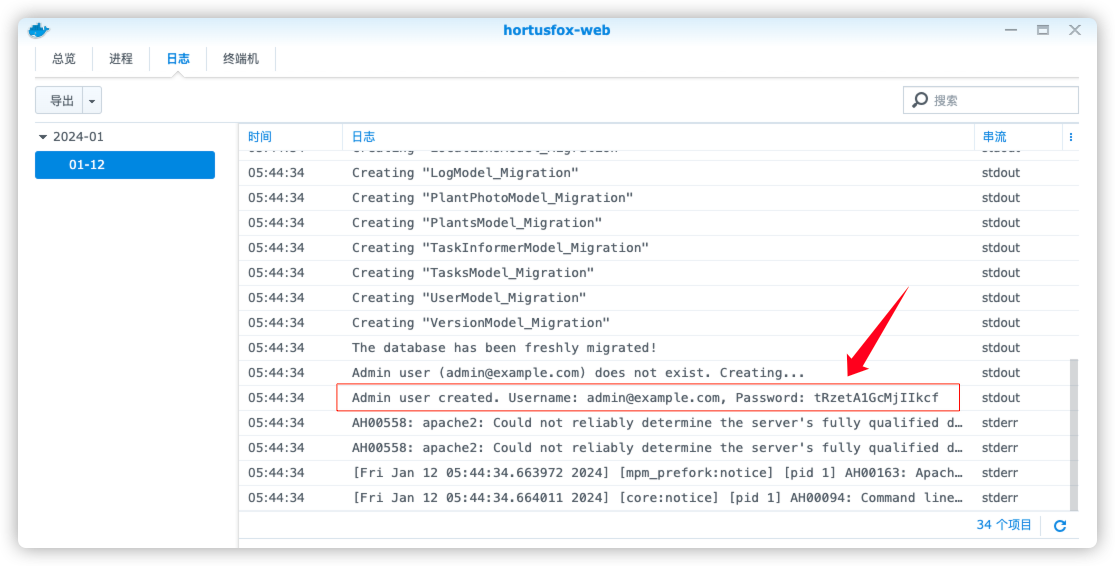 hortusfox-web
总览 进程 日志 终端机
导出 搜索
2024-01
01-12
时间 日志 串流
05:44:34 Creating "LogModel_Migration" stdout
05:44:34 Creating "PlantPhotoModel_Migration" stdout
05:44:34 Creating "PlantsModel_Migration" stdout
05:44:34 Creating "TaskInformerModel_Migration" stdout
05:44:34 Creating "TasksModel_Migration" stdout
05:44:34 Creating "UserModel_Migration" stdout
05:44:34 Creating "VersionModel_Migration" stdout
05:44:34 The database has been freshly migrated! stdout
05:44:34 Admin user (admin@example.com) does not exist. Creating... stdout
05:44:34 Admin user created. Username: admin@example.com, Password: tRzetA1GcMjIIkcf stdout
05:44:34 AH00558: apache2: Could not reliably determine the server's fully qualified d… stderr
05:44:34 AH00558: apache2: Could not reliably determine the server's fully qualified d… stderr
05:44:34 [Fri Jan 12 05:44:34.663972 2024] [mpm_prefork:notice] [pid 1] AH00163: Apach… stderr
05:44:34 [Fri Jan 12 05:44:34.664011 2024] [core:notice] [pid 1] AH00094: Command line… stderr
34 个项目